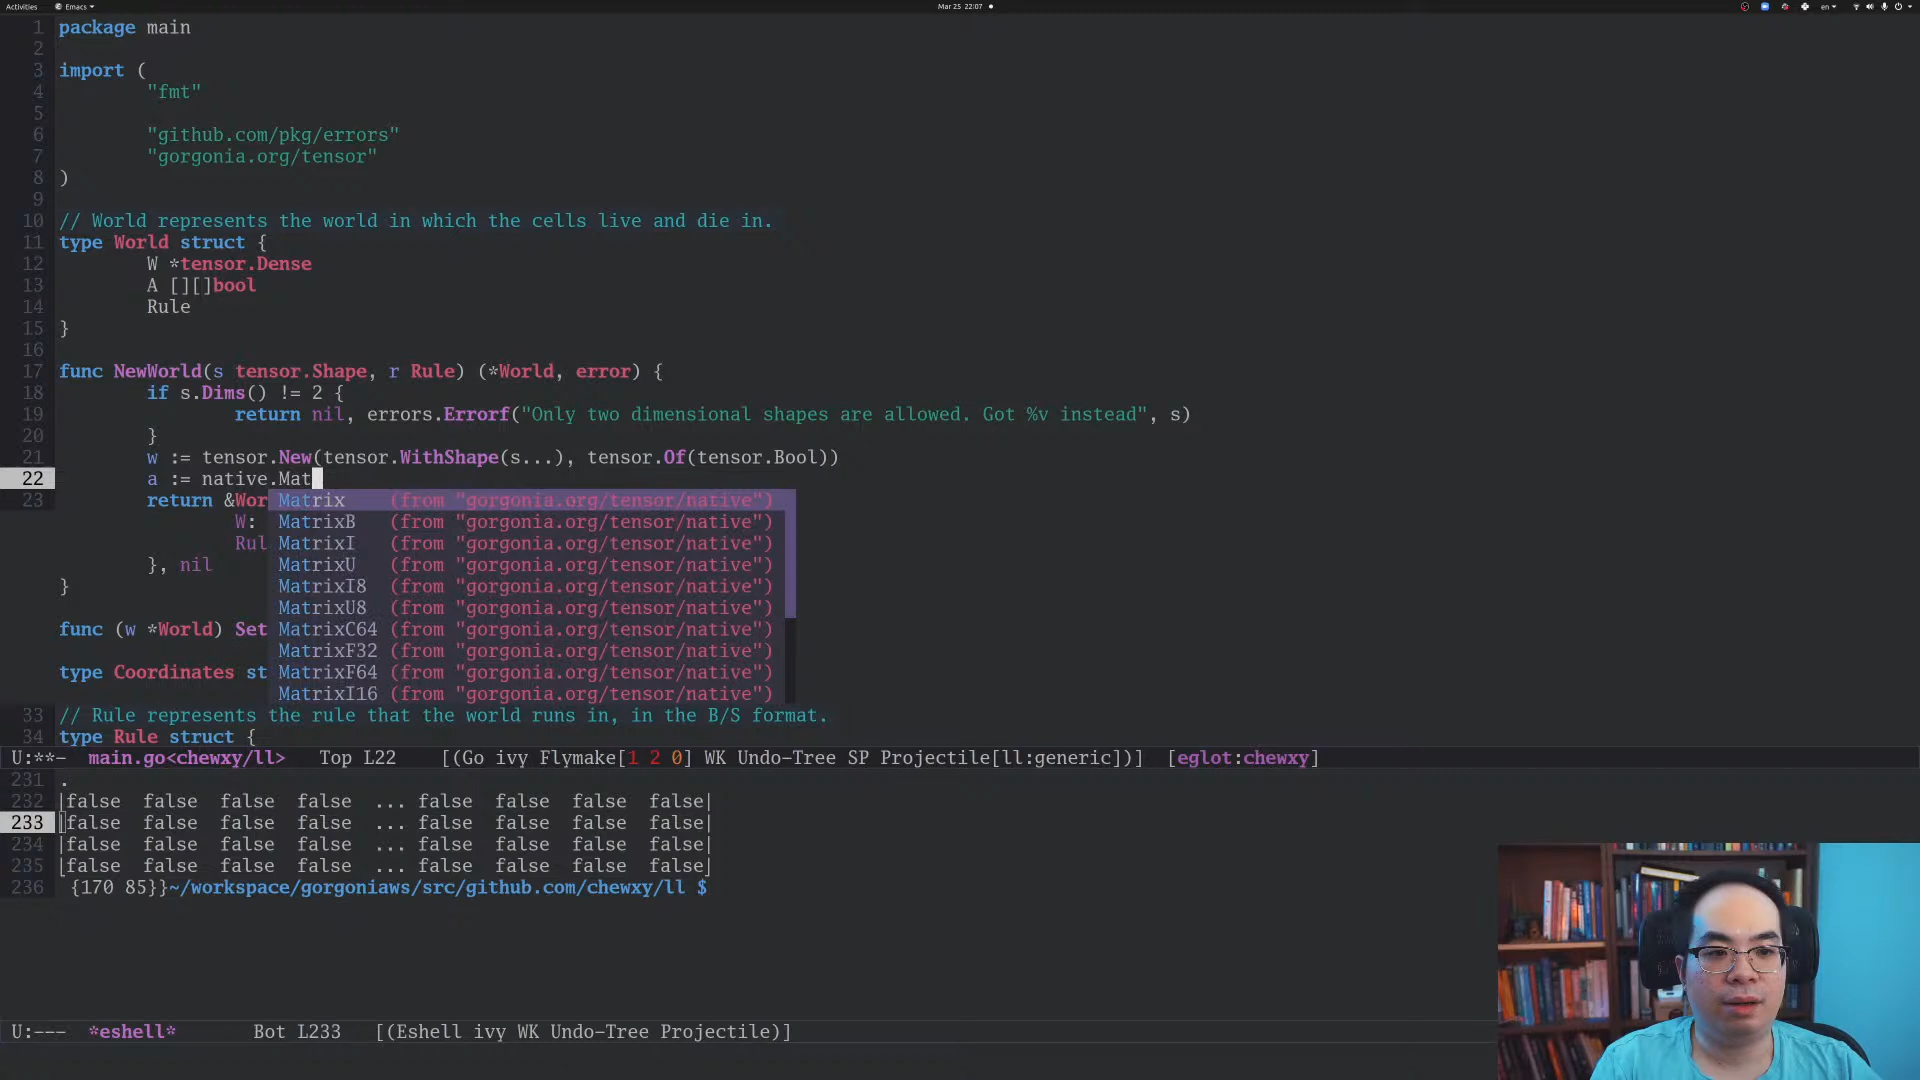 Activities Emacs ▾ Mar 25 22:07 en ▾
1 package main
2
3 import (
4 "fmt"
5
6 "github.com/pkg/errors"
7 "gorgonia.org/tensor"
8 )
9
10 // World represents the world in which the cells live and die in.
11 type World struct {
12 W *tensor.Dense
13 A [][]bool
14 Rule
15 }
16
17 func NewWorld(s tensor.Shape, r Rule) (*World, error) {
18 if s.Dims() != 2 {
19 return nil, errors.Errorf("Only two dimensional shapes are allowed. Got %v instead", s)
20 }
21 w := tensor.New(tensor.WithShape(s...), tensor.Of(tensor.Bool))
22 a := native.Mat
23 return &Wor Matrix (from "gorgonia.org/tensor/native")
W: MatrixB (from "gorgonia.org/tensor/native")
Rul MatrixI (from "gorgonia.org/tensor/native")
}, nil MatrixU (from "gorgonia.org/tensor/native")
} MatrixI8 (from "gorgonia.org/tensor/native")
MatrixU8 (from "gorgonia.org/tensor/native")
func (w *World) Set MatrixC64 (from "gorgonia.org/tensor/native")
MatrixF32 (from "gorgonia.org/tensor/native")
type Coordinates st MatrixF64 (from "gorgonia.org/tensor/native")
MatrixI16 (from "gorgonia.org/tensor/native")
33 // Rule represents the rule that the world runs in, in the B/S format.
34 type Rule struct {
U:**- main.go<chewxy/ll> Top L22 [(Go ivy Flymake[1 2 0] WK Undo-Tree SP Projectile[ll:generic])] [eglot:chewxy]
231 .
232 |false false false false ... false false false false|
233 |false false false false ... false false false false|
234 |false false false false ... false false false false|
235 ⎣false false false false ... false false false false⎦
236 {170 85}}~/workspace/gorgoniaws/src/github.com/chewxy/ll $
U:--- *eshell* Bot L233 [(Eshell ivy WK Undo-Tree Projectile)]